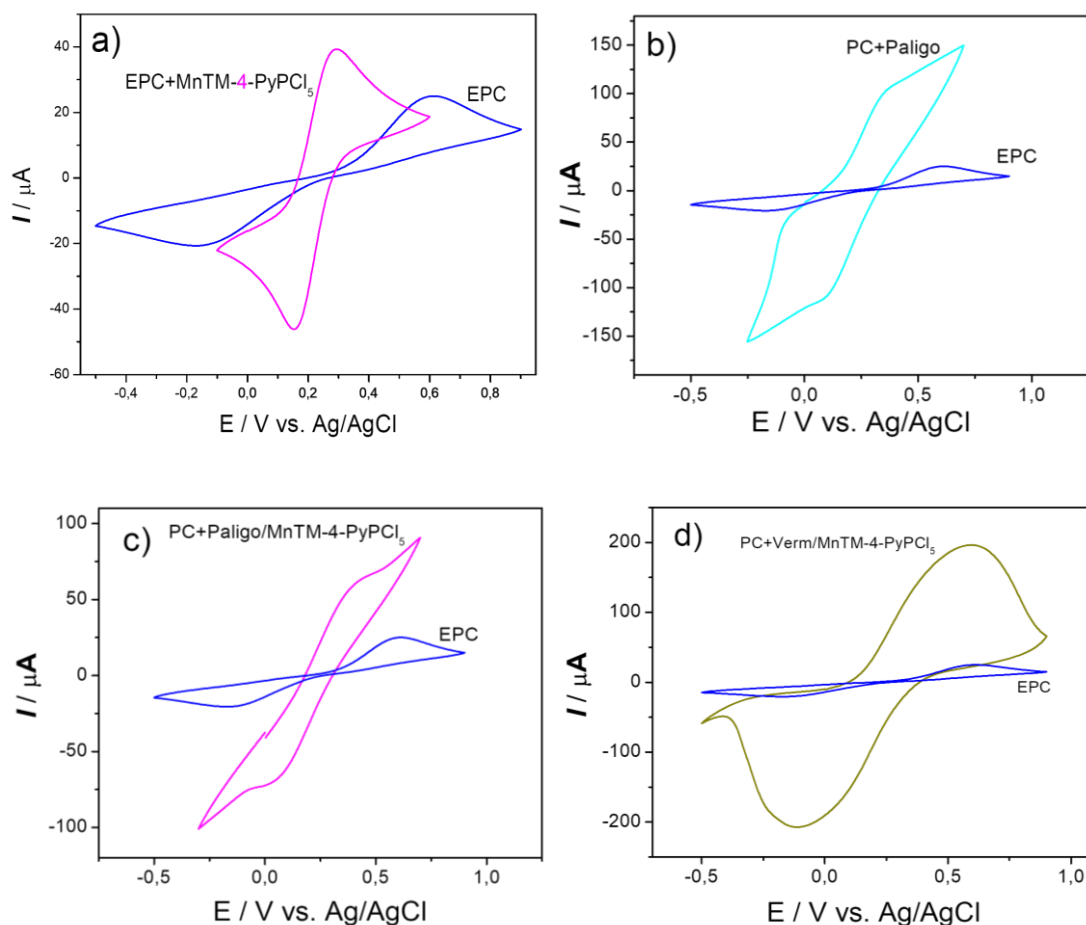 a)
EPC+MnTM-4-PyPCl₅
EPC
I / µA
40
20
0
-20
-40
-60
-0,4 -0,2 0,0 0,2 0,4 0,6 0,8
E / V vs. Ag/AgCl
b)
PC+Paligo
EPC
I / µA
150
100
50
0
-50
-100
-150
-0,5 0,0 0,5 1,0
E / V vs. Ag/AgCl
c)
PC+Paligo/MnTM-4-PyPCl₅
EPC
I / µA
100
50
0
-50
-100
-0,5 0,0 0,5 1,0
E / V vs. Ag/AgCl
d)
PC+Verm/MnTM-4-PyPCl₅
EPC
I / µA
200
100
0
-100
-200
-0,5 0,0 0,5 1,0
E / V vs. Ag/AgCl